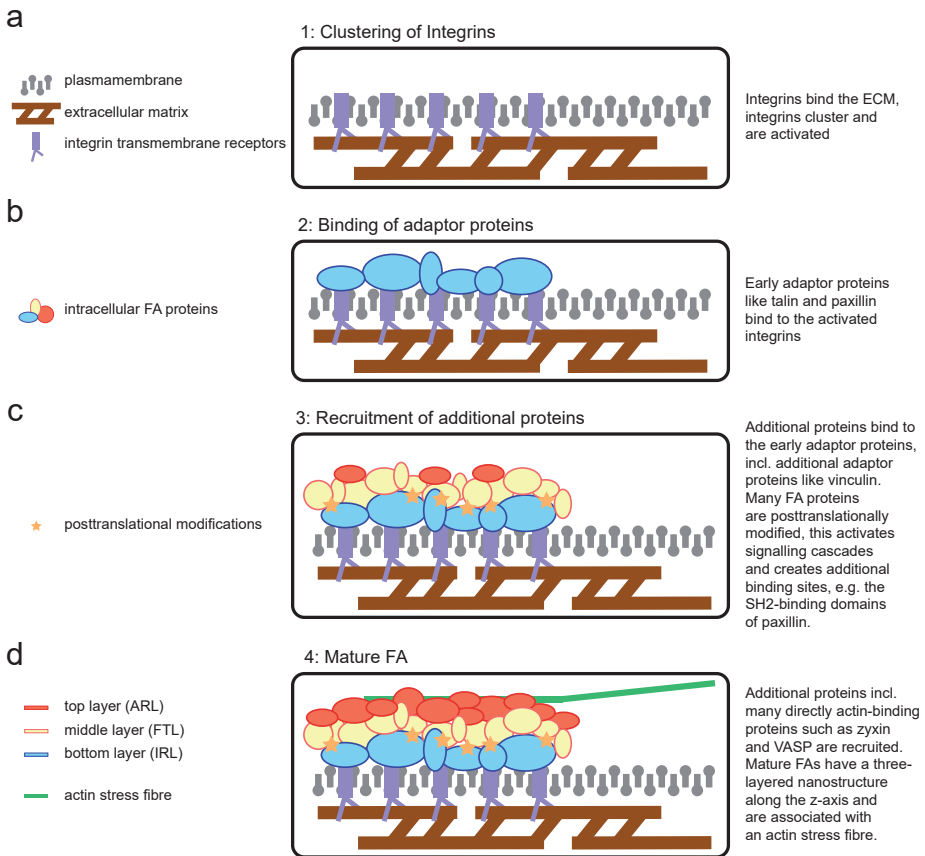 a
1: Clustering of Integrins
plasmamembrane
extracellular matrix
integrin transmembrane receptors
Integrins bind the ECM,
integrins cluster and
are activated
b
2: Binding of adaptor proteins
intracellular FA proteins
Early adaptor proteins
like talin and paxillin
bind to the activated
integrins
c
3: Recruitment of additional proteins
posttranslational modifications
Additional proteins bind to
the early adaptor proteins,
incl. additional adaptor
proteins like vinculin.
Many FA proteins
are posttranslationally
modified, this activates
signalling cascades
and creates additional
binding sites, e.g. the
SH2-binding domains
of paxillin.
d
4: Mature FA
top layer (ARL)
middle layer (FTL)
bottom layer (IRL)
actin stress fibre
Additional proteins incl.
many directly actin-binding
proteins such as zyxin
and VASP are recruited.
Mature FAs have a three-
layered nanostructure
along the z-axis and
are associated with
an actin stress fibre.